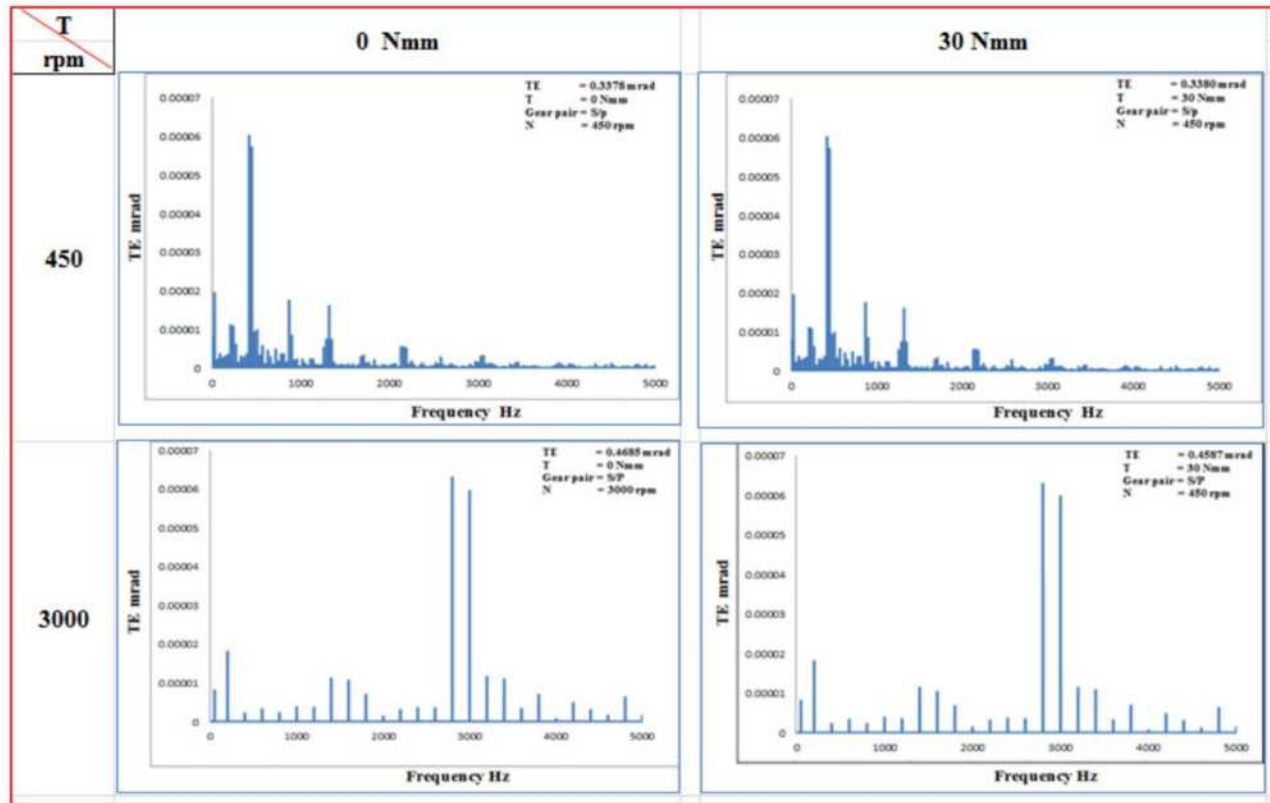 T
rpm
0 Nmm
30 Nmm
450
TE = 0.3378 mrad
T = 0 Nmm
Gear pair = S/p
N = 450 rpm
0.00007
0.00006
0.00005
0.00004
0.00003
0.00002
0.00001
0
TE mrad
0 1000 2000 3000 4000 5000
Frequency Hz
TE = 0.3380 mrad
T = 30 Nmm
Gear pair = S/p
N = 450 rpm
0.00007
0.00006
0.00005
0.00004
0.00003
0.00002
0.00001
0
TE mrad
0 1000 2000 3000 4000 5000
Frequency Hz
3000
TE = 0.4685 mrad
T = 0 Nmm
Gear pair = S/P
N = 3000 rpm
0.00007
0.00006
0.00005
0.00004
0.00003
0.00002
0.00001
0
TE mrad
0 1000 2000 3000 4000 5000
Frequency Hz
TE = 0.4587 mrad
T = 30 Nmm
Gear pair = S/P
N = 450 rpm
0.00007
0.00006
0.00005
0.00004
0.00003
0.00002
0.00001
0
TE mrad
0 1000 2000 3000 4000 5000
Frequency Hz